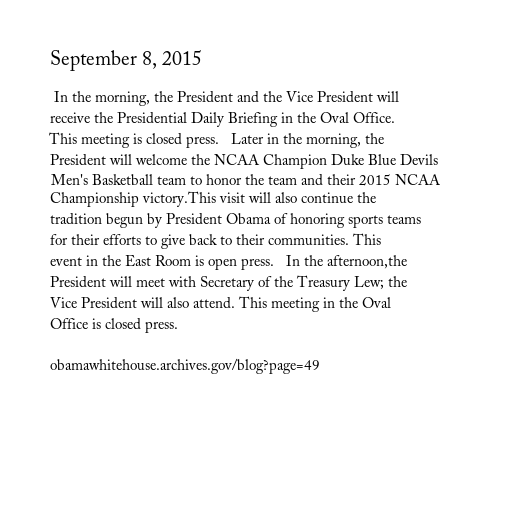 September 8, 2015
In the morning, the President and the Vice President will
receive the Presidential Daily Briefing in the Oval Office.
This meeting is closed press.   Later in the morning, the
President will welcome the NCAA Champion Duke Blue Devils
Men's Basketball team to honor the team and their 2015 NCAA
Championship victory.This visit will also continue the
tradition begun by President Obama of honoring sports teams
for their efforts to give back to their communities. This
event in the East Room is open press.   In the afternoon,the
President will meet with Secretary of the Treasury Lew; the
Vice President will also attend. This meeting in the Oval
Office is closed press.
obamawhitehouse.archives.gov/blog?page=49